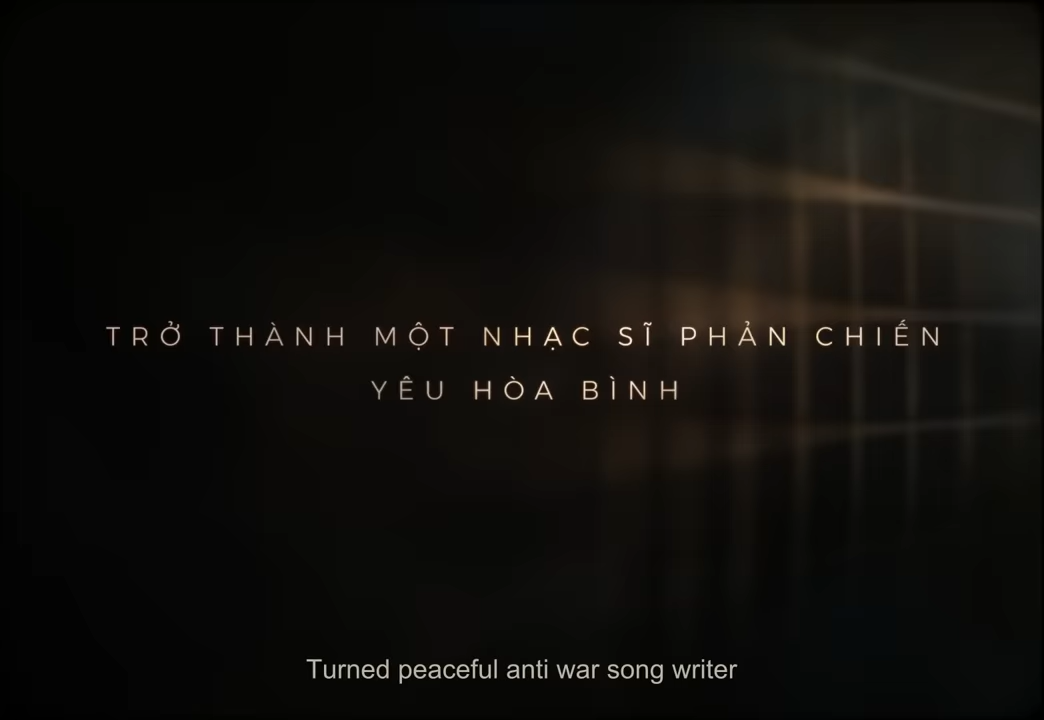 TRỞ THÀNH MỘT NHẠC SĨ PHẢN CHIẾN
YÊU HÒA BÌNH
Turned peaceful anti war song writer